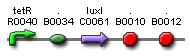 tetR . luxI . .
R0040 B0034 C0061 B0010 B0012